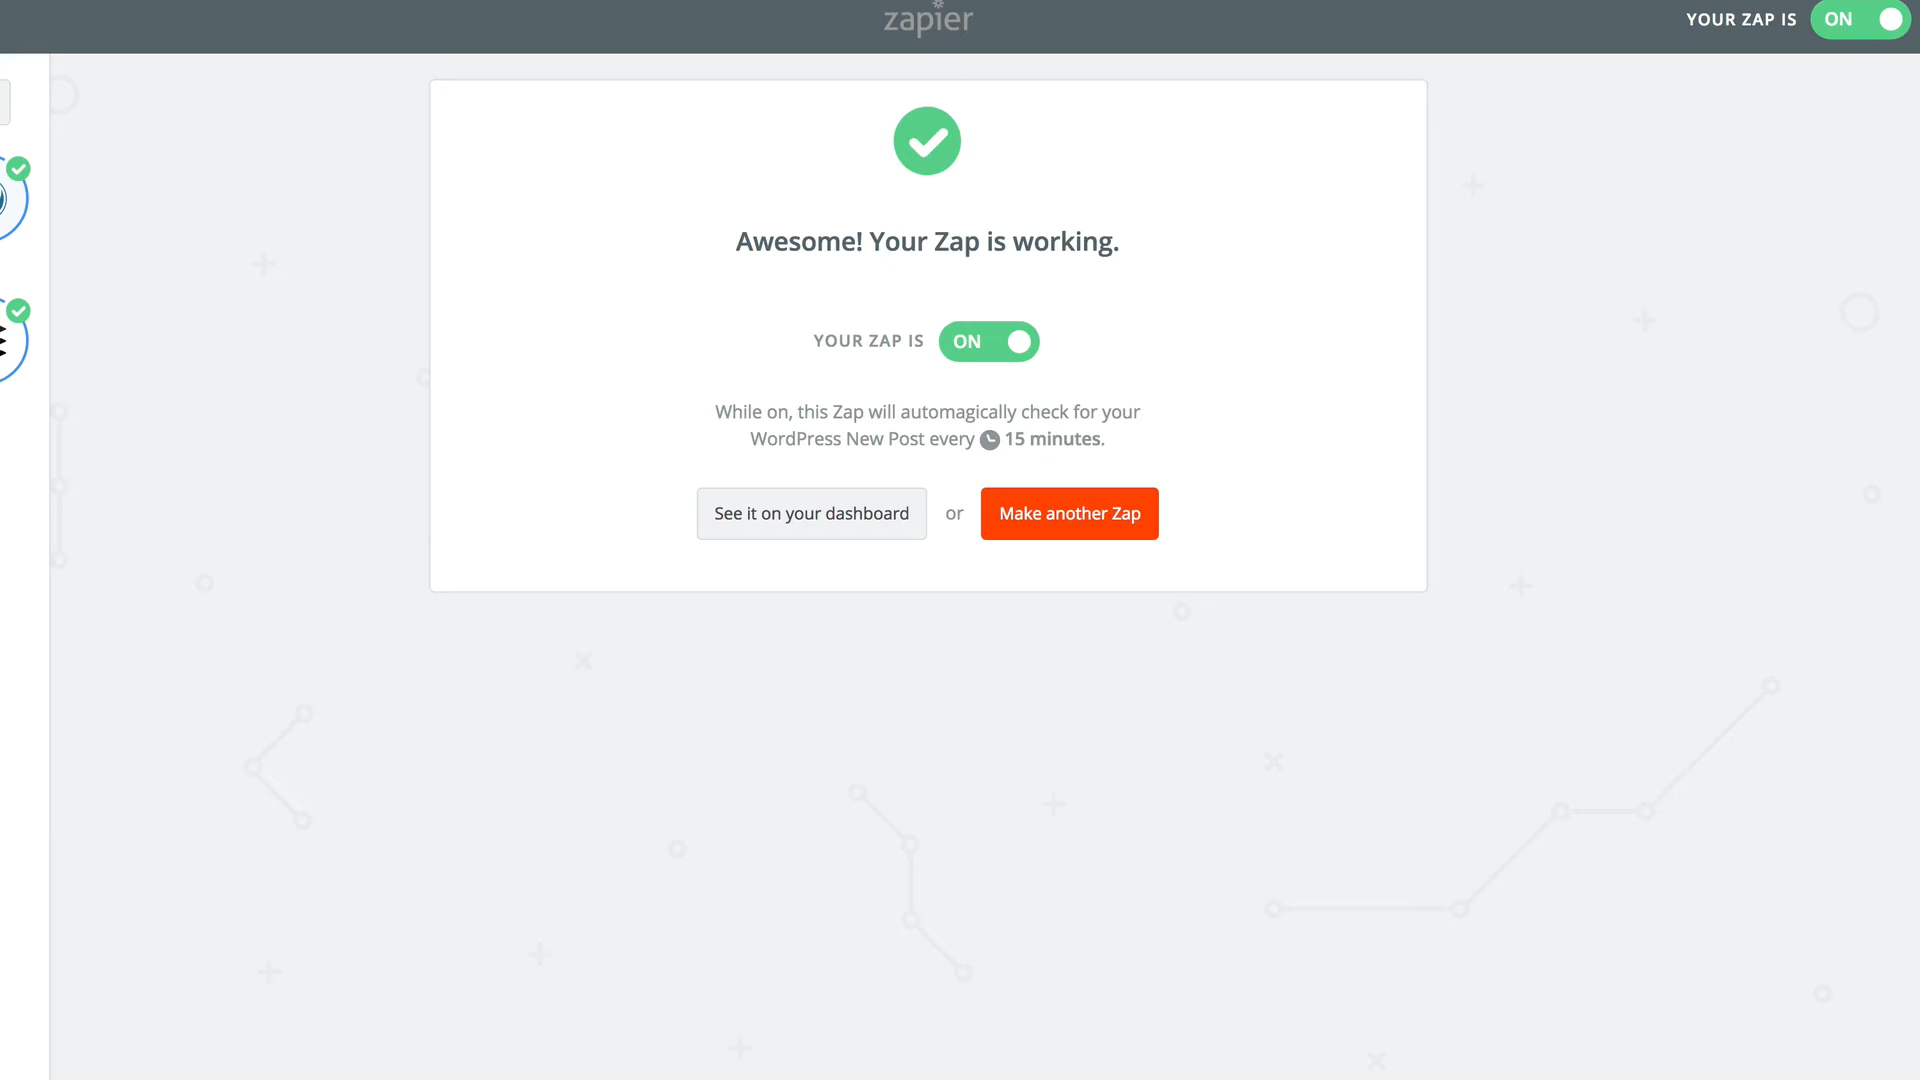 zapier
YOUR ZAP IS ON
Awesome! Your Zap is working.
YOUR ZAP IS ON
While on, this Zap will automagically check for your
WordPress New Post every 15 minutes.
See it on your dashboard or Make another Zap